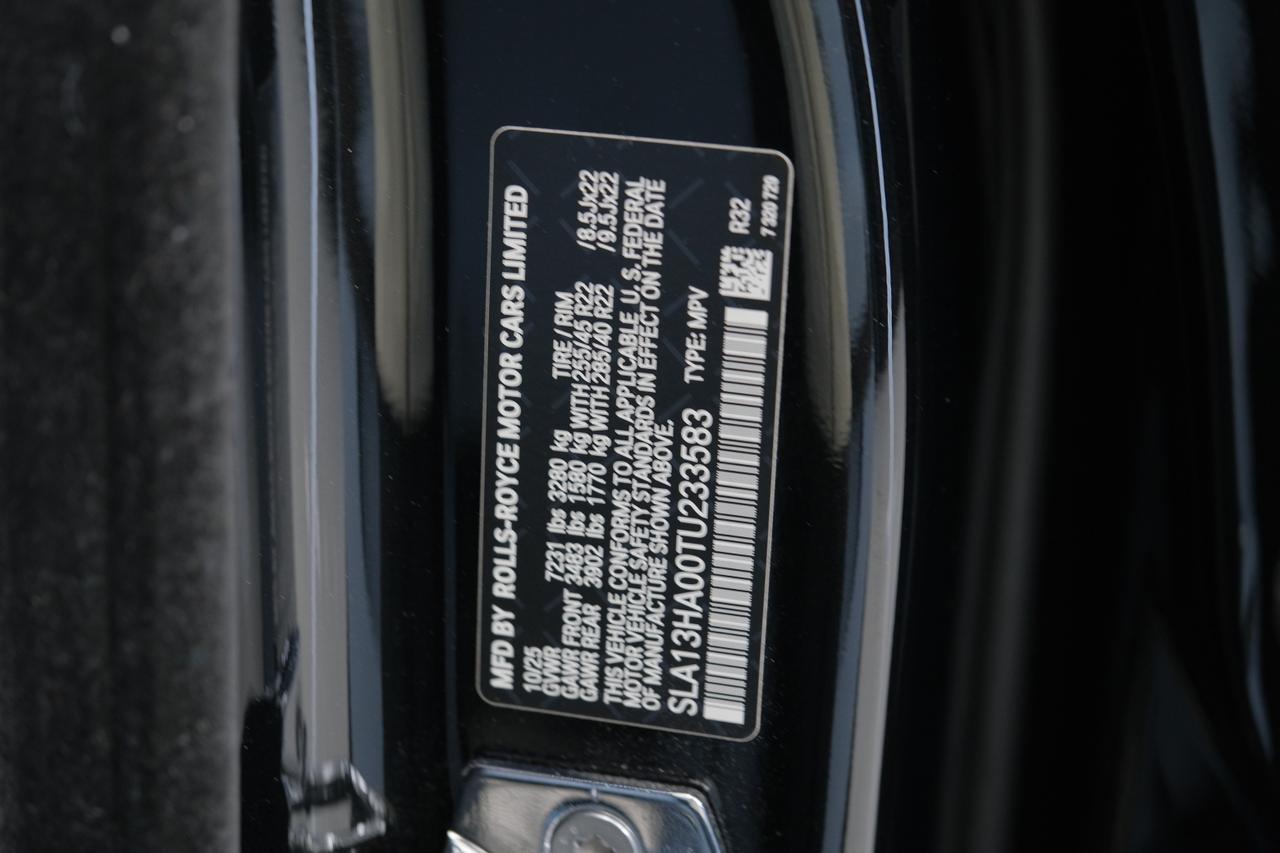 MFD BY ROLLS-ROYCE MOTOR CARS LIMITED
10/25
GVWR 7231 lbs 3280 kg TIRE / RIM
GAWR FRONT 3483 lbs 1580 kg WITH 255/45 R22 / 8.5Jx22
GAWR REAR 3902 lbs 1770 kg WITH 285/40 R22 / 9.5Jx22
THIS VEHICLE CONFORMS TO ALL APPLICABLE U. S. FEDERAL
MOTOR VEHICLE SAFETY STANDARDS IN EFFECT ON THE DATE
OF MANUFACTURE SHOWN ABOVE.
SLA13HA00TU233583 TYPE: MPV
R32
7 320 720